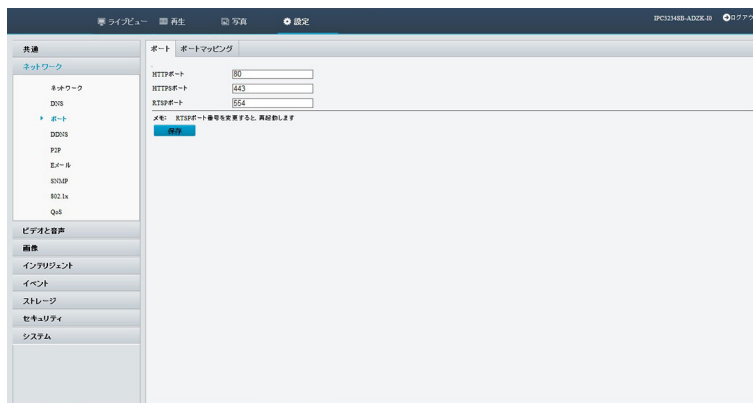 ライブビュー 再生 写真 設定 IPC3234SB-ADZK-I0 ログアウ
共通
ネットワーク
ネットワーク
DNS
ポート
DDNS
P2P
Eメール
SNMP
802.1x
QoS
ビデオと音声
画像
インテリジェント
イベント
ストレージ
セキュリティ
システム
ポート ポートマッピング
HTTPポート 80
HTTPSポート 443
RTSPポート 554
メモ: RTSPポート番号を変更すると, 再起動します
保存